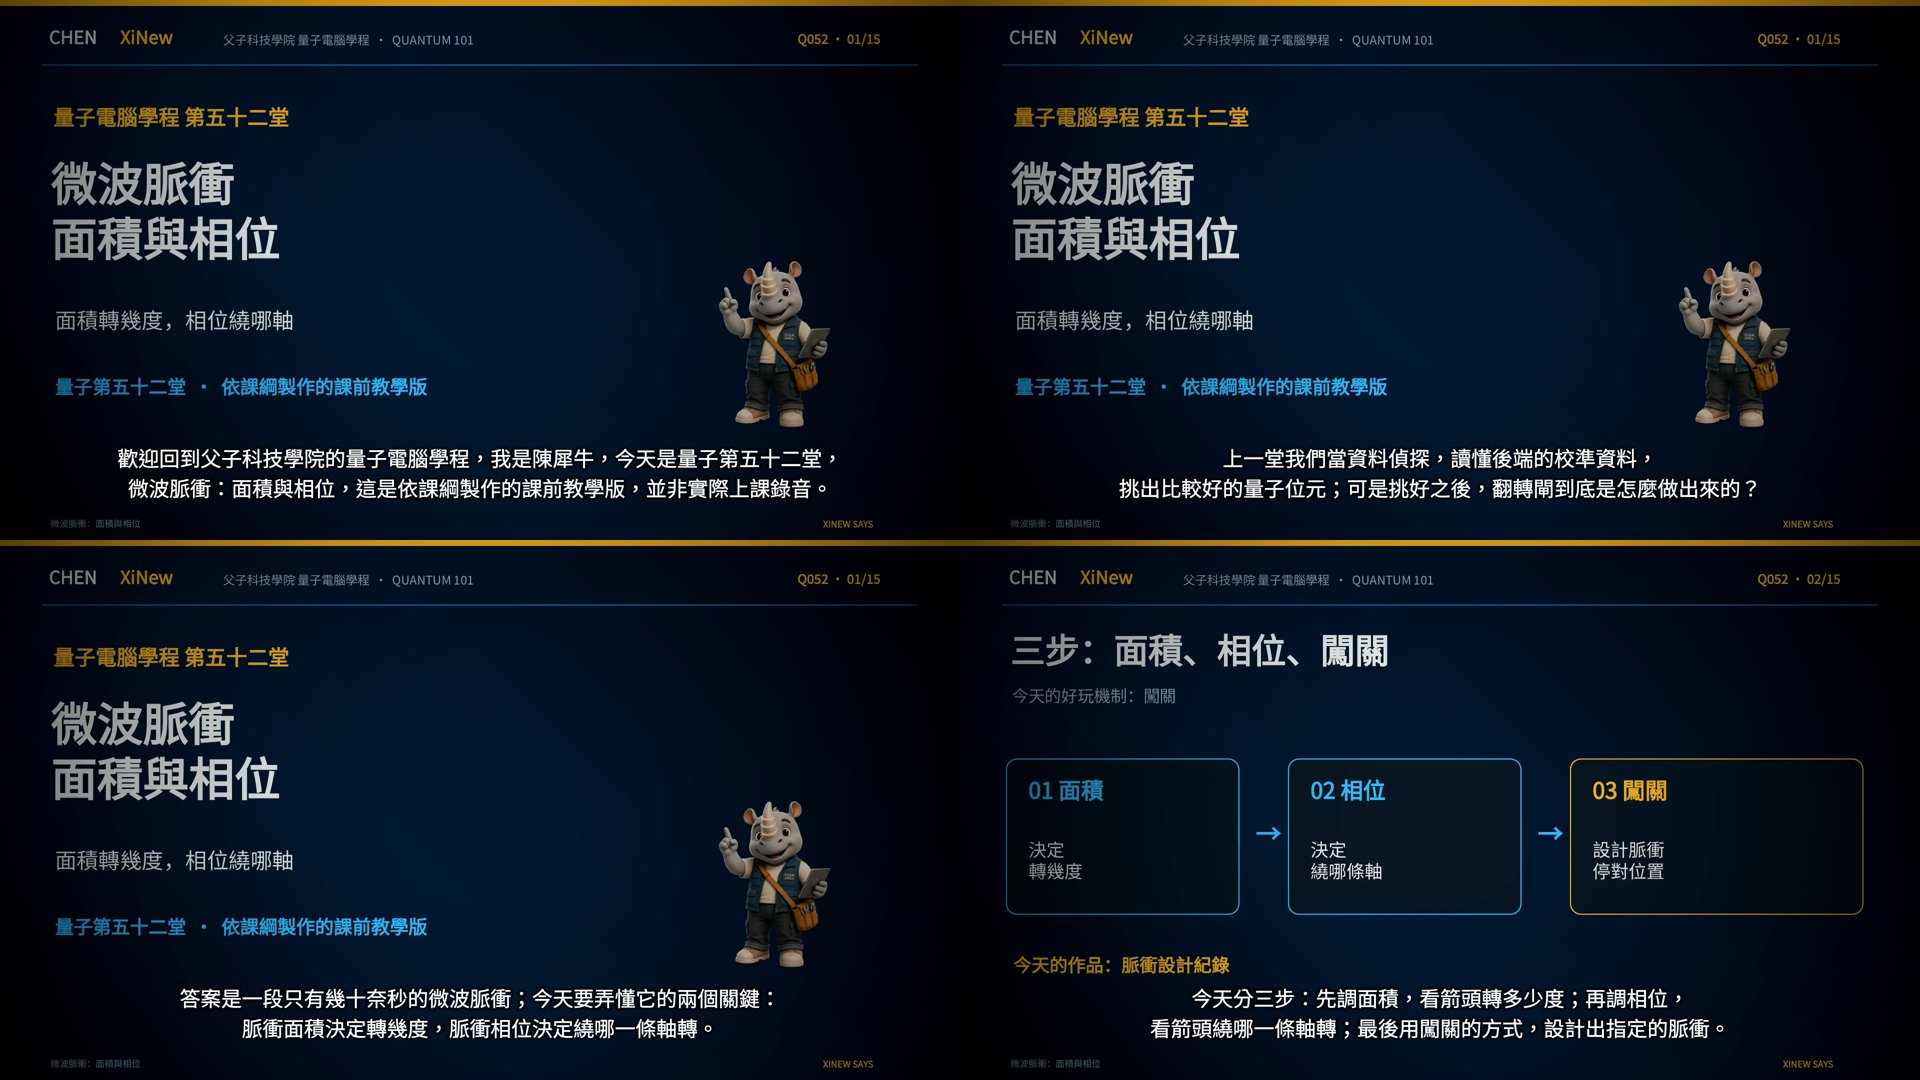 CHEN XiNew 父子科技學院 量子電腦學程 · QUANTUM 101 Q052 · 01/15
量子電腦學程 第五十二堂
微波脈衝
面積與相位
面積轉幾度，相位繞哪軸
量子第五十二堂 · 依課綱製作的課前教學版
歡迎回到父子科技學院的量子電腦學程，我是陳犀牛，今天是量子第五十二堂，
微波脈衝：面積與相位，這是依課綱製作的課前教學版，並非實際上課錄音。
微波脈衝：面積與相位 XINEW SAYS
CHEN XiNew 父子科技學院 量子電腦學程 · QUANTUM 101 Q052 · 01/15
量子電腦學程 第五十二堂
微波脈衝
面積與相位
面積轉幾度，相位繞哪軸
量子第五十二堂 · 依課綱製作的課前教學版
上一堂我們當資料偵探，讀懂後端的校準資料，
挑出比較好的量子位元；可是挑好之後，翻轉閘到底是怎麼做出來的？
微波脈衝：面積與相位 XINEW SAYS
CHEN XiNew 父子科技學院 量子電腦學程 · QUANTUM 101 Q052 · 01/15
量子電腦學程 第五十二堂
微波脈衝
面積與相位
面積轉幾度，相位繞哪軸
量子第五十二堂 · 依課綱製作的課前教學版
答案是一段只有幾十奈秒的微波脈衝；今天要弄懂它的兩個關鍵：
脈衝面積決定轉幾度，脈衝相位決定繞哪一條軸轉。
微波脈衝：面積與相位 XINEW SAYS
CHEN XiNew 父子科技學院 量子電腦學程 · QUANTUM 101 Q052 · 02/15
三步：面積、相位、闖關
今天的好玩機制：闖關
01 面積
決定
轉幾度
→
02 相位
決定
繞哪條軸
→
03 闖關
設計脈衝
停對位置
今天的作品：脈衝設計紀錄
今天分三步：先調面積，看箭頭轉多少度；再調相位，
看箭頭繞哪一條軸轉；最後用闖關的方式，設計出指定的脈衝。
微波脈衝：面積與相位 XINEW SAYS